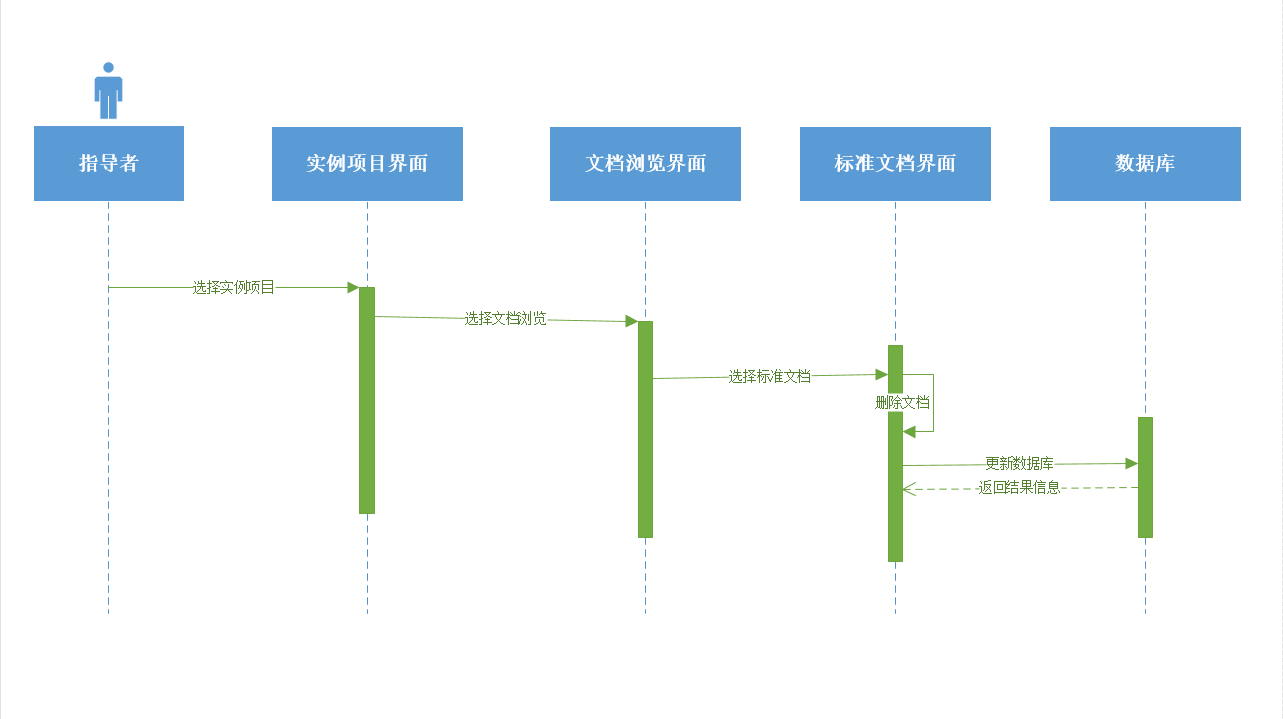 指导者
实例项目界面
文档浏览界面
标准文档界面
数据库
选择实例项目
选择文档浏览
选择标准文档
删除文档
更新数据库
返回结果信息